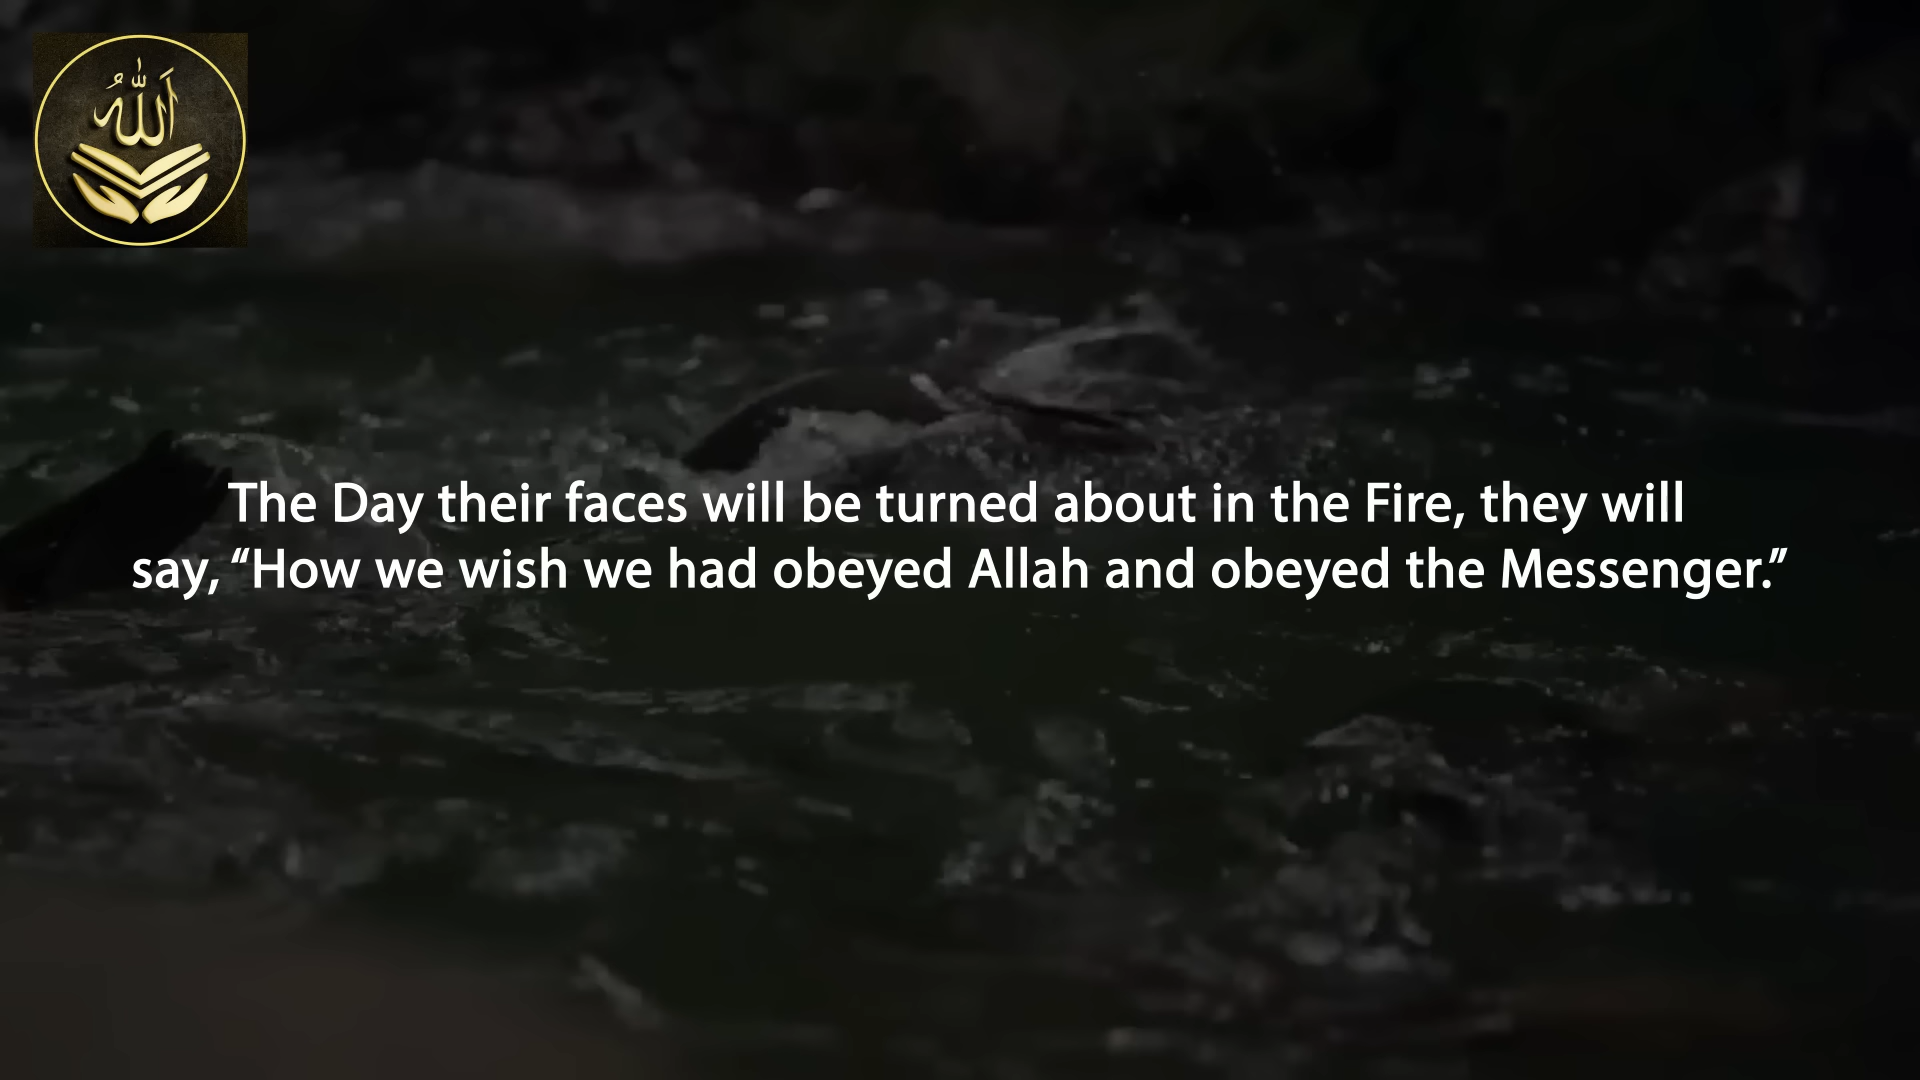 الله
The Day their faces will be turned about in the Fire, they will
say, “How we wish we had obeyed Allah and obeyed the Messenger.”